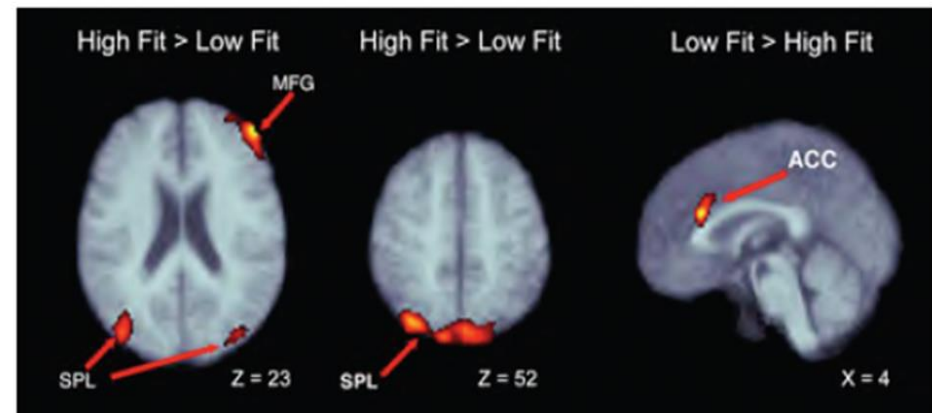 High Fit > Low Fit
MFG
SPL
Z = 23
High Fit > Low Fit
SPL
Z = 52
Low Fit > High Fit
ACC
X = 4